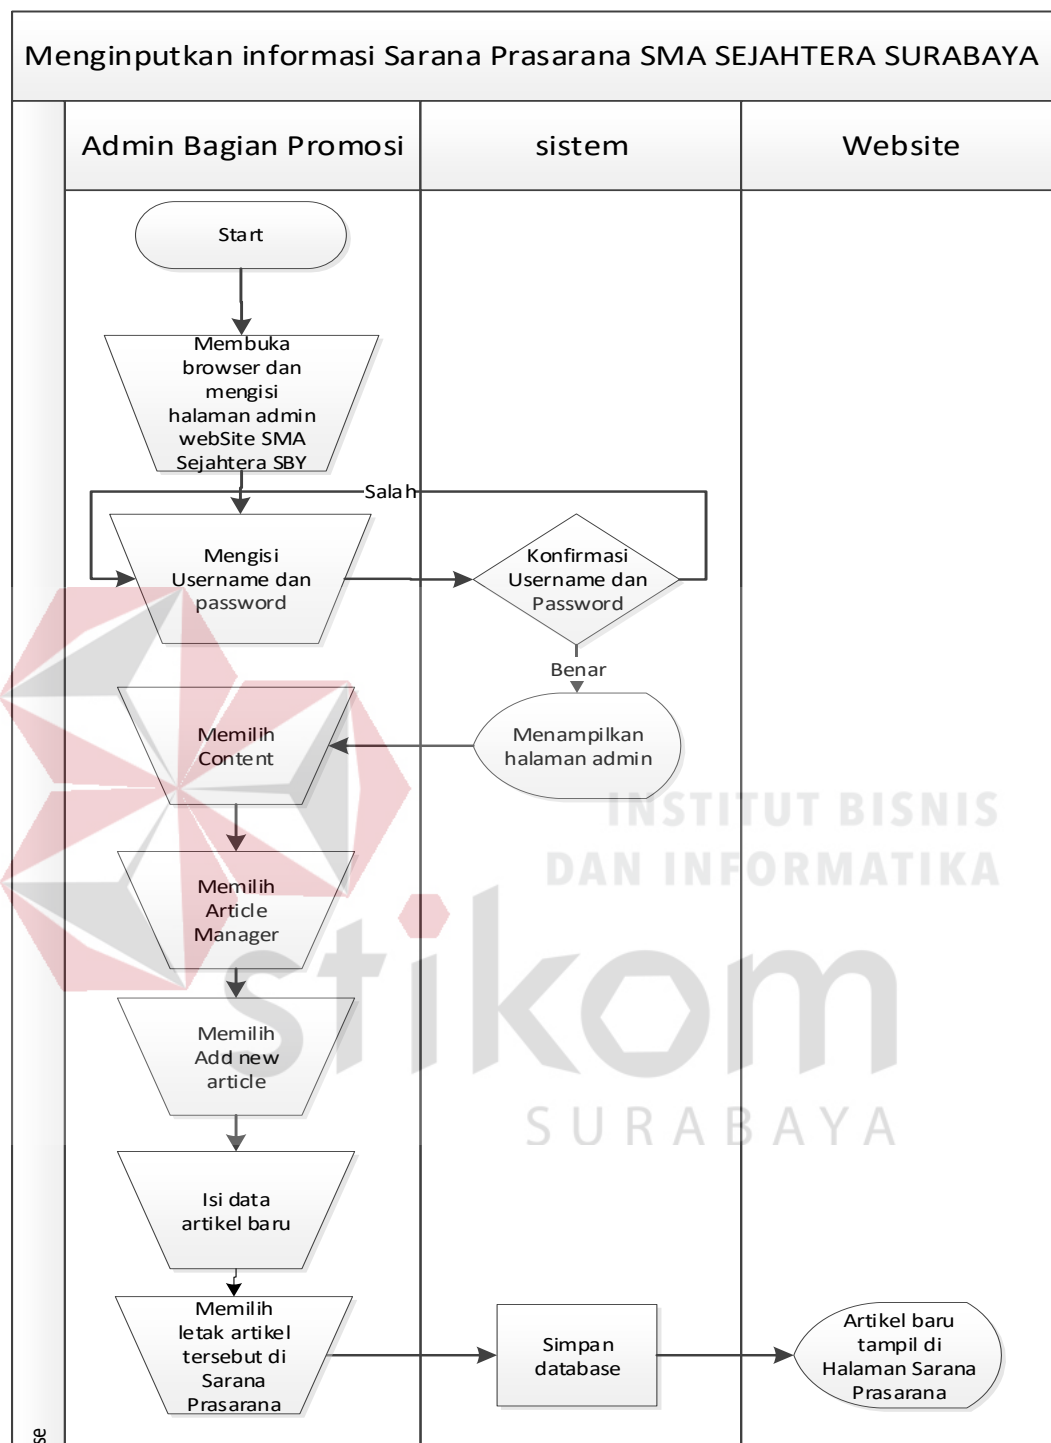 Menginputkan informasi Sarana Prasarana SMA SEJAHTERA SURABAYA
Admin Bagian Promosi
sistem
Website
Start
Membuka
browser dan
mengisi
halaman admin
webSite SMA
Sejahtera SBY
Salah
Mengisi
Username dan
password
Konfirmasi
Username dan
Password
Benar
Menampilkan
halaman admin
Memilih
Content
INSTITUT BISNIS
DAN INFORMATIKA
stikom
SURABAYA
Memilih
Article
Manager
Memilih
Add new
article
Isi data
artikel baru
Memilih
letak artikel
tersebut di
Sarana
Prasarana
Simpan
database
Artikel baru
tampil di
Halaman Sarana
Prasarana
se